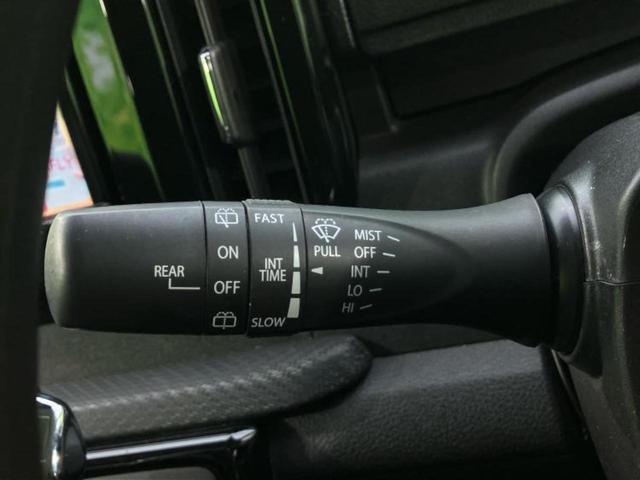 REAR
ON
OFF
FAST
INT
TIME
SLOW
PULL
MIST
OFF
INT
LO
HI